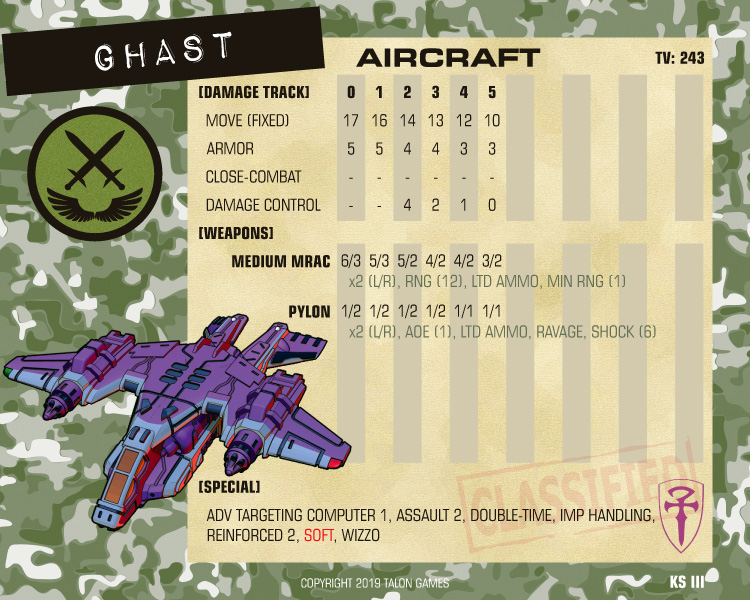 GHAST
AIRCRAFT
TV: 243
[DAMAGE TRACK] 0 1 2 3 4 5
MOVE (FIXED) 17 16 14 13 12 10
ARMOR 5 5 4 4 3 3
CLOSE-COMBAT - - - - - -
DAMAGE CONTROL - - 4 2 1 0
[WEAPONS]
MEDIUM MRAC 6/3 5/3 5/2 4/2 4/2 3/2
x2 (L/R), RNG (12), LTD AMMO, MIN RNG (1)
PYLON 1/2 1/2 1/2 1/2 1/1 1/1
x2 (L/R), AOE (1), LTD AMMO, RAVAGE, SHOCK (6)
CLASSIFIED
[SPECIAL]
ADV TARGETING COMPUTER 1, ASSAULT 2, DOUBLE-TIME, IMP HANDLING,
REINFORCED 2, SOFT, WIZZO
COPYRIGHT 2019 TALON GAMES
KS III